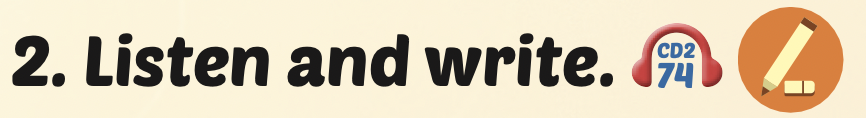 2. Listen and write.
CD2
74